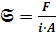 𝕾 = F / (i·A)